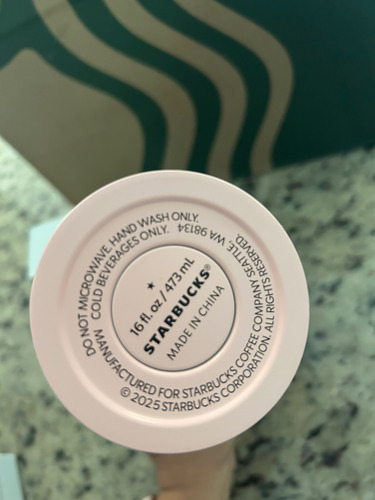 DO NOT MICROWAVE. HAND WASH ONLY.
COLD BEVERAGES ONLY.
16 fl. oz / 473 mL
STARBUCKS®
MADE IN CHINA
MANUFACTURED FOR STARBUCKS COFFEE COMPANY SEATTLE, WA 98134
© 2025 STARBUCKS CORPORATION. ALL RIGHTS RESERVED.